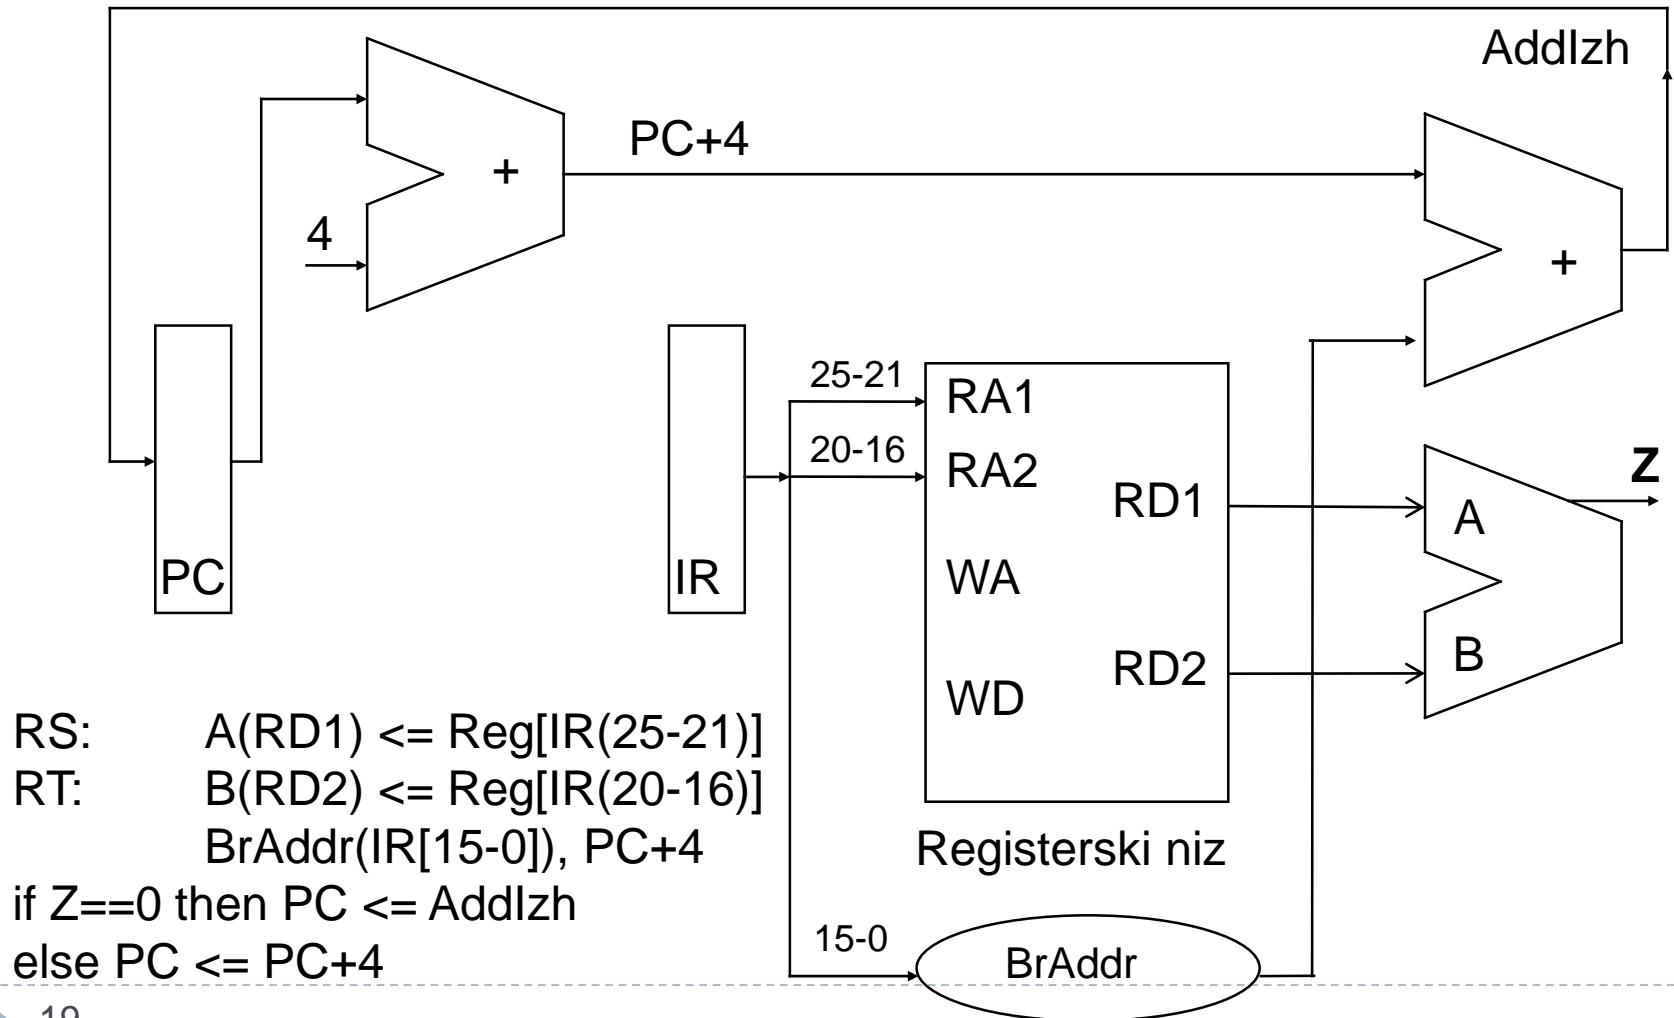 AddIzh
PC+4
+
4
+
25-21
RA1
20-16
RA2
RD1
Z
A
PC
IR
WA
RD2
B
WD
RS: A(RD1) <= Reg[IR(25-21)]
RT: B(RD2) <= Reg[IR(20-16)]
BrAddr(IR[15-0]), PC+4
Registerski niz
if Z==0 then PC <= AddIzh
else PC <= PC+4
15-0
BrAddr
19